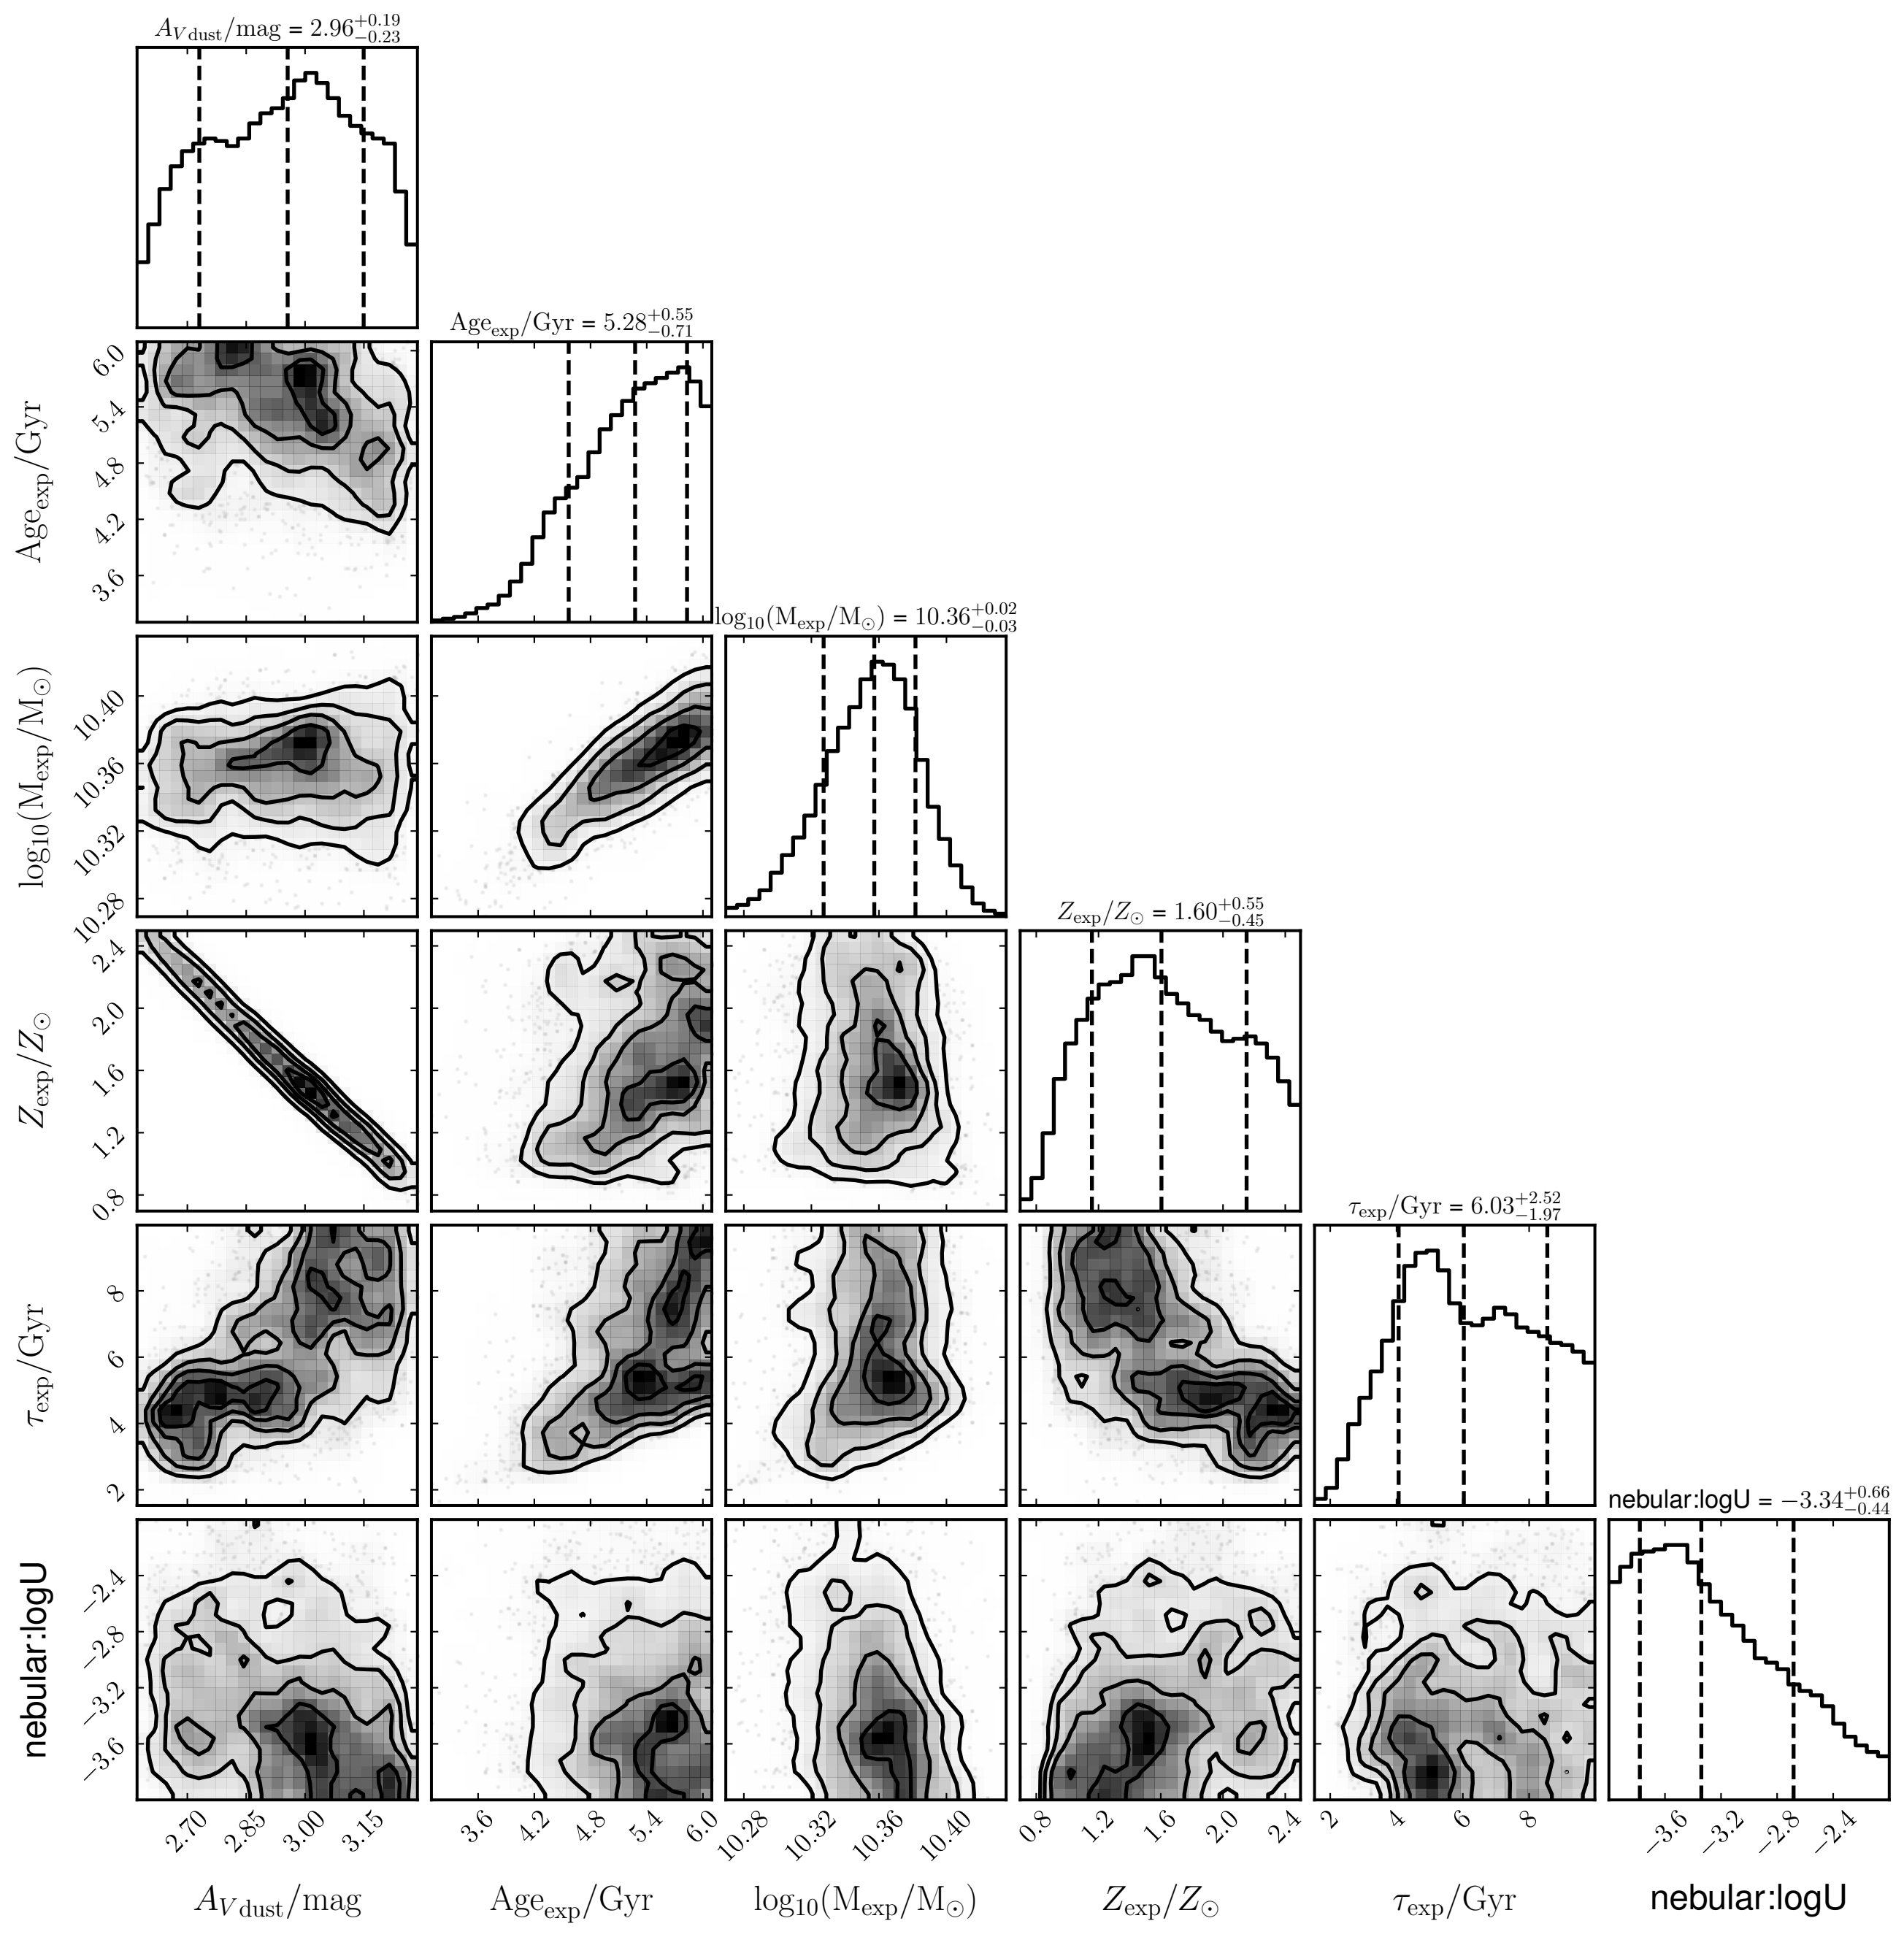 A_V dust/mag = 2.96^{+0.19}_{−0.23}
Age_exp/Gyr = 5.28^{+0.55}_{−0.71}
6.0
5.4
4.8
4.2
3.6
Age_exp/Gyr
log₁₀(M_exp/M_⊙) = 10.36^{+0.02}_{−0.03}
10.40
10.36
10.32
10.28
log₁₀(M_exp/M_⊙)
Z_exp/Z_⊙ = 1.60^{+0.55}_{−0.45}
2.4
2.0
1.6
1.2
0.8
Z_exp/Z_⊙
τ_exp/Gyr = 6.03^{+2.52}_{−1.97}
8
6
4
2
τ_exp/Gyr
nebular:logU = −3.34^{+0.66}_{−0.44}
−2.4
−2.8
−3.2
−3.6
nebular:logU
2.70 2.85 3.00 3.15 3.6 4.2 4.8 5.4 6.0 10.28 10.32 10.36 10.40 0.8 1.2 1.6 2.0 2.4 2 4 6 8 −3.6 −3.2 −2.8 −2.4
A_V dust/mag Age_exp/Gyr log₁₀(M_exp/M_⊙) Z_exp/Z_⊙ τ_exp/Gyr nebular:logU